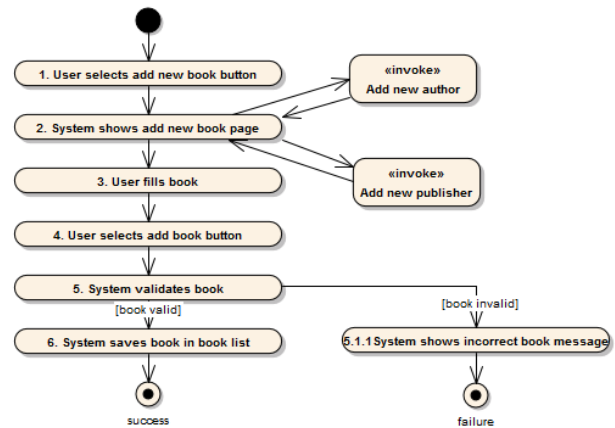 1. User selects add new book button
«invoke»
Add new author
2. System shows add new book page
«invoke»
Add new publisher
3. User fills book
4. User selects add book button
5. System validates book
[book valid]
[book invalid]
6. System saves book in book list
5.1.1System shows incorrect book message
success
failure